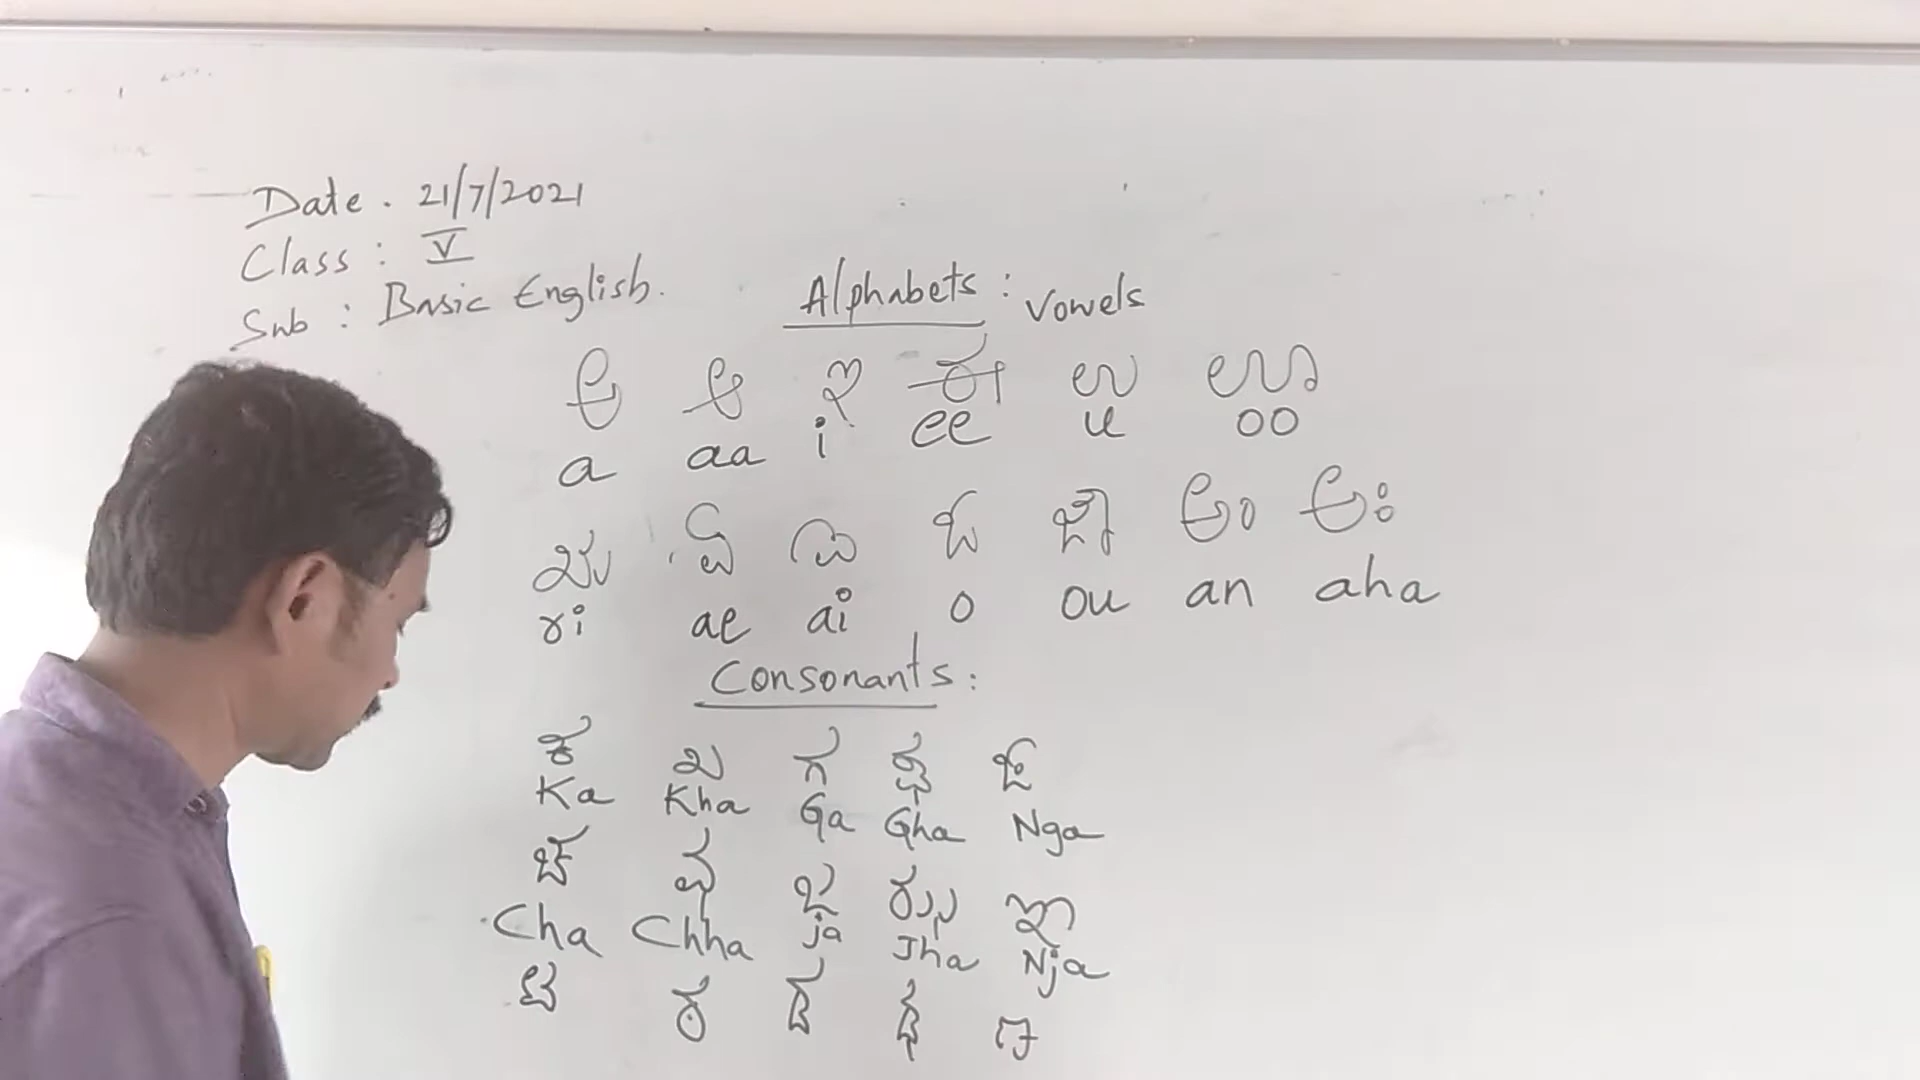 Date . 21/7/2021
Class : V
Sub : Basic English.
Alphabets : Vowels
ಅ ಆ ಇ ಈ ಉ ಊ
a aa i ee u oo
ಋ ಏ ಐ ಓ ಔ ಅಂ ಅಃ
ri ae ai o ou an aha
Consonants :
ಕ ಖ ಗ ಘ ಙ
Ka Kha Ga Gha Nga
ಚ ಛ ಜ ಝ ಞ
Cha Chha ja Jha Nja
ಟ ಠ ಡ ಢ ಣ